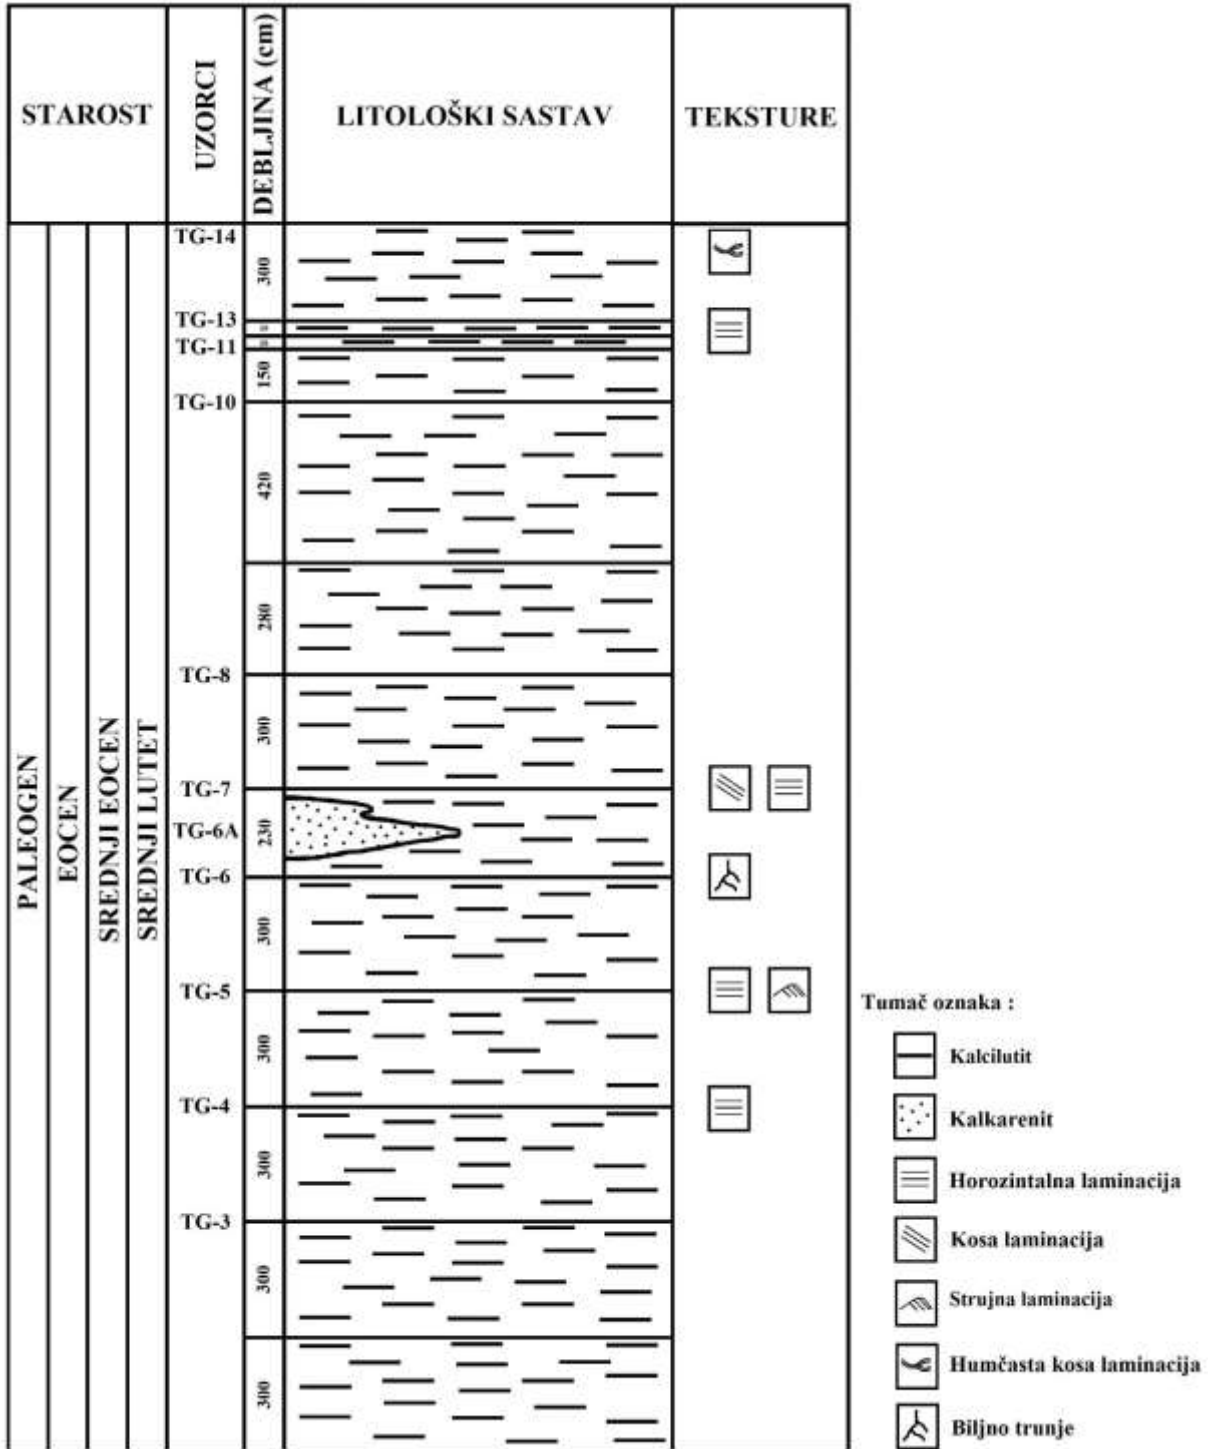 STAROST
UZORCI
DEBLJINA (cm)
LITOLOŠKI SASTAV
TEKSTURE
PALEOGEN
EOCEN
SREDNJI EOCEN
SREDNJI LUTET
TG-14
300
TG-13
TG-11
150
TG-10
420
280
TG-8
300
TG-7
TG-6A
230
TG-6
300
TG-5
300
TG-4
300
TG-3
300
300
Tumač oznaka :
Kalcilutit
Kalkarenit
Horozintalna laminacija
Kosa laminacija
Strujna laminacija
Humčasta kosa laminacija
Biljno trunje